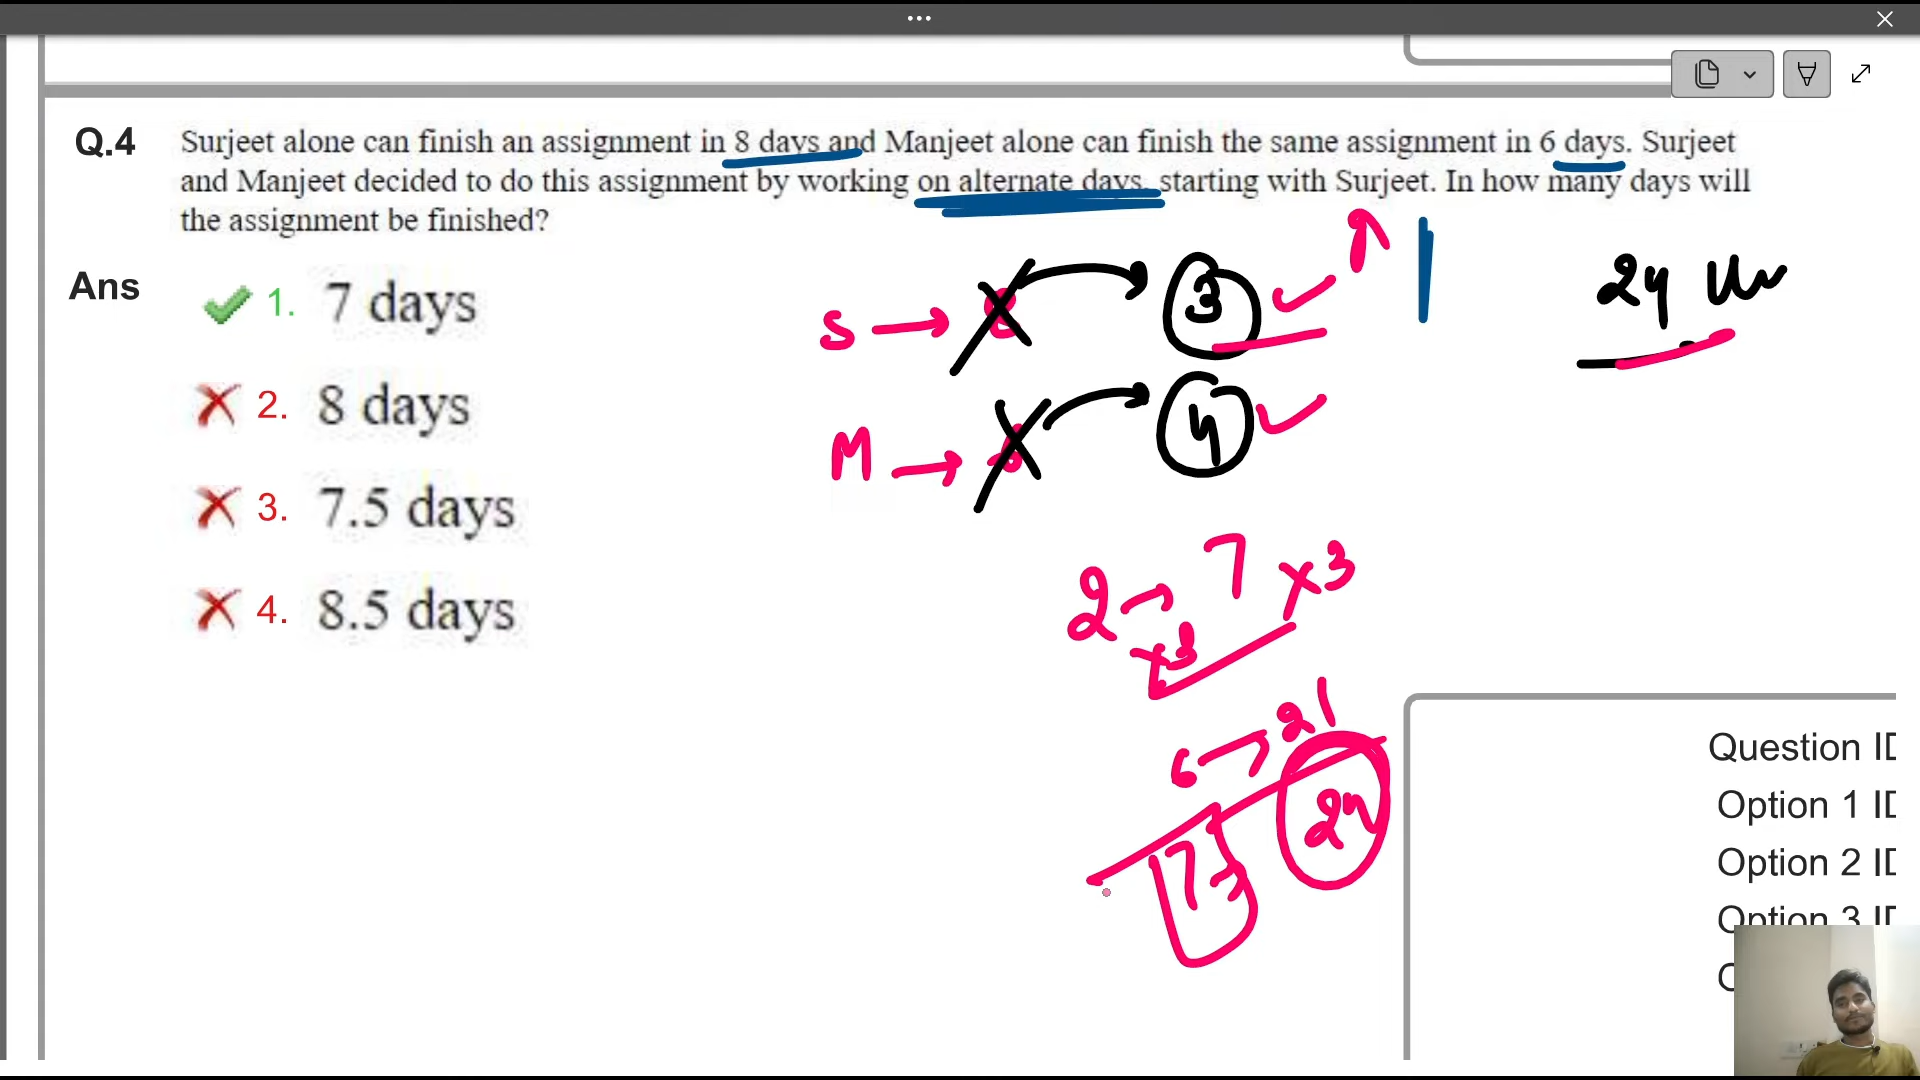 Q.4 Surjeet alone can finish an assignment in 8 days and Manjeet alone can finish the same assignment in 6 days. Surjeet
and Manjeet decided to do this assignment by working on alternate days, starting with Surjeet. In how many days will
the assignment be finished?
Ans
1. 7 days
2. 8 days
3. 7.5 days
4. 8.5 days
S → 3
M → 4
24
2 → 7 x3
x3
6 → 21
7 24
Question ID
Option 1 ID
Option 2 ID
Option 3 ID